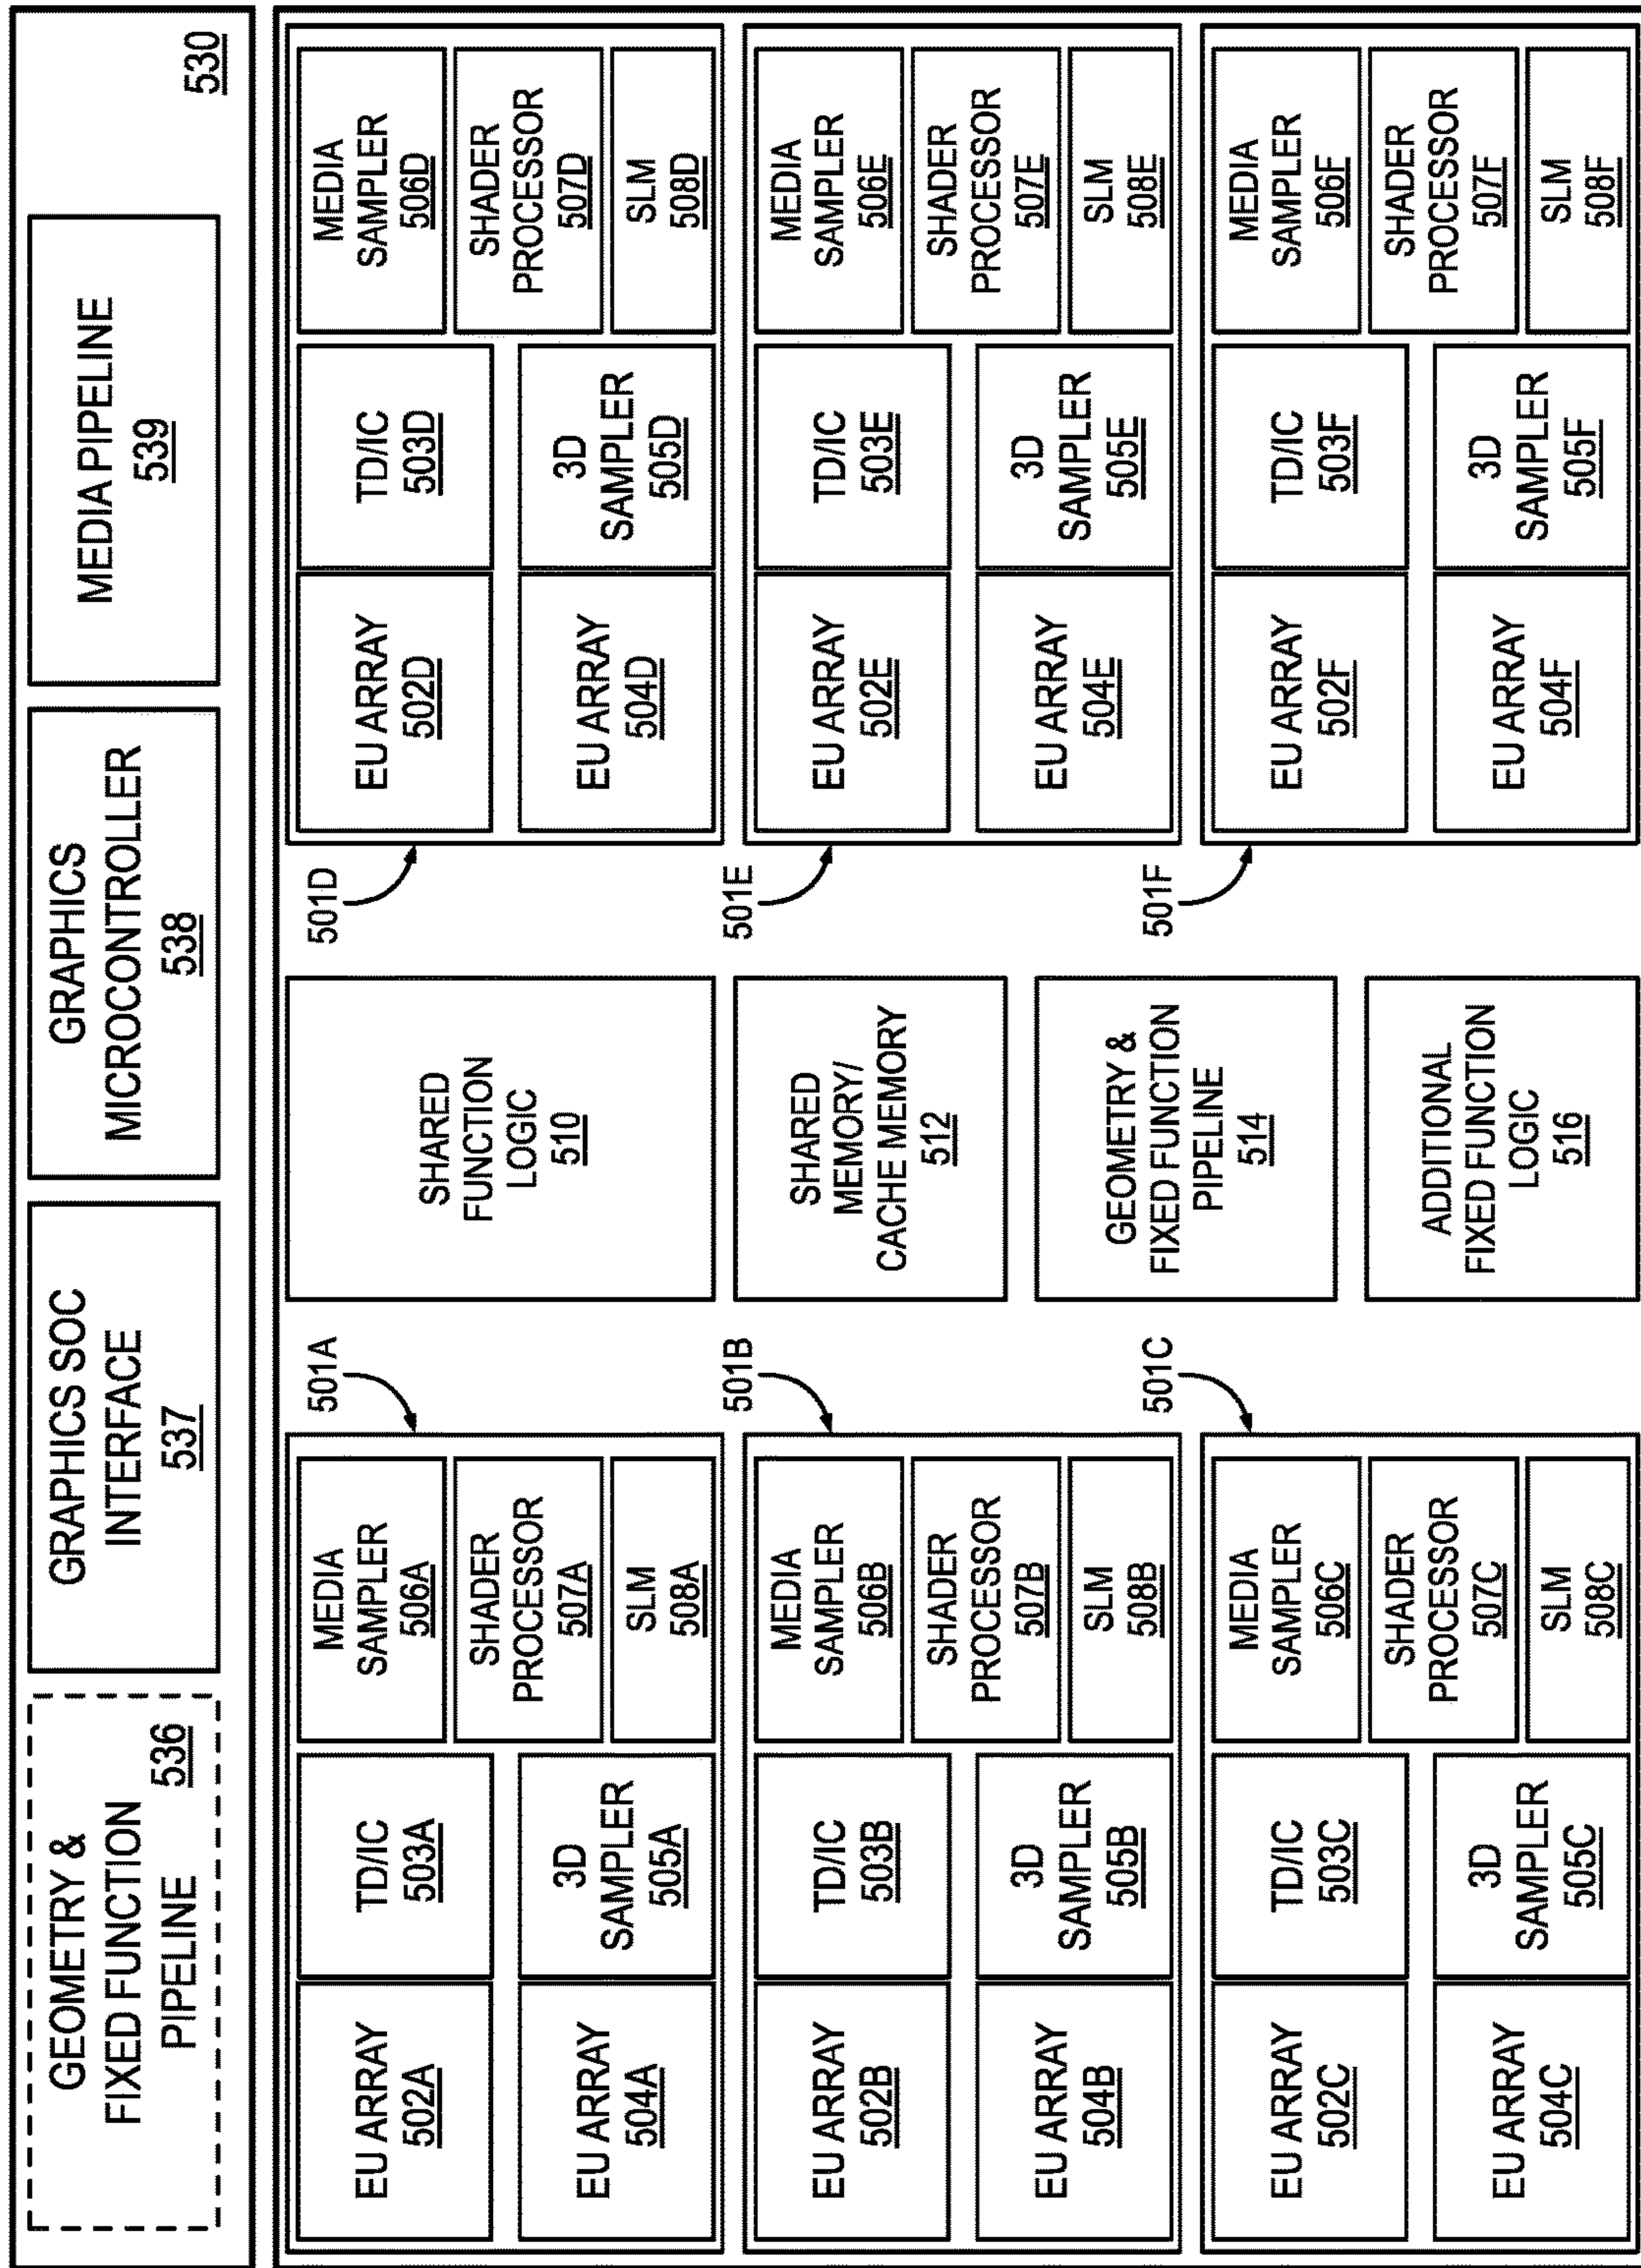 GEOMETRY &
FIXED FUNCTION
PIPELINE
536
GRAPHICS SOC
INTERFACE
537
GRAPHICS
MICROCONTROLLER
538
MEDIA PIPELINE
539
530
EU ARRAY
502A
TD/IC
503A
MEDIA
SAMPLER
506A
EU ARRAY
504A
3D
SAMPLER
505A
SHADER
PROCESSOR
507A
SLM
508A
501A
SHARED
FUNCTION
LOGIC
510
501D
EU ARRAY
502D
TD/IC
503D
MEDIA
SAMPLER
506D
EU ARRAY
504D
3D
SAMPLER
505D
SHADER
PROCESSOR
507D
SLM
508D
EU ARRAY
502B
TD/IC
503B
MEDIA
SAMPLER
506B
EU ARRAY
504B
3D
SAMPLER
505B
SHADER
PROCESSOR
507B
SLM
508B
501B
SHARED
MEMORY/
CACHE MEMORY
512
501E
EU ARRAY
502E
TD/IC
503E
MEDIA
SAMPLER
506E
EU ARRAY
504E
3D
SAMPLER
505E
SHADER
PROCESSOR
507E
SLM
508E
GEOMETRY &
FIXED FUNCTION
PIPELINE
514
EU ARRAY
502C
TD/IC
503C
MEDIA
SAMPLER
506C
EU ARRAY
504C
3D
SAMPLER
505C
SHADER
PROCESSOR
507C
SLM
508C
501C
ADDITIONAL
FIXED FUNCTION
LOGIC
516
501F
EU ARRAY
502F
TD/IC
503F
MEDIA
SAMPLER
506F
EU ARRAY
504F
3D
SAMPLER
505F
SHADER
PROCESSOR
507F
SLM
508F